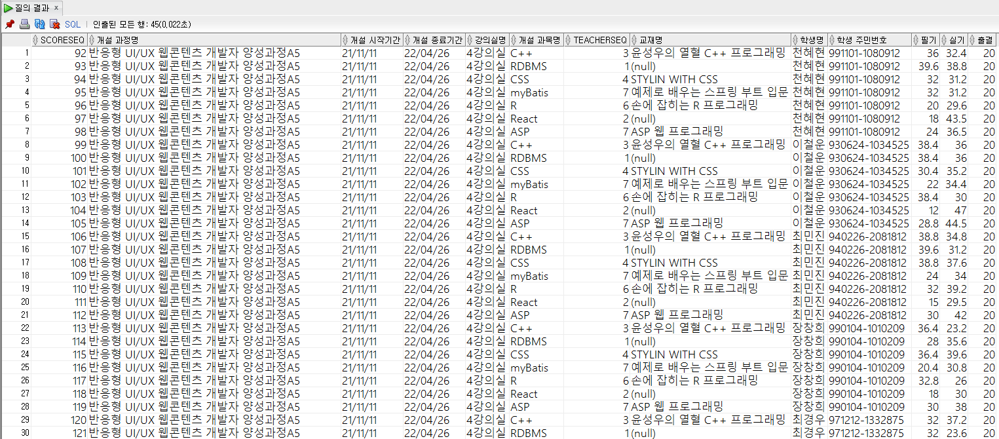 질의 결과 x
SQL | 인출된 모든 행: 45(0,022초)
SCORESEQ 개설 과정명 개설 시작기간 개설 종료기간 강의실명 개설 과목명 TEACHERSEQ 교재명 학생명 학생 주민번호 필기 실기 출결
1 92 반응형 UI/UX 웹콘텐츠 개발자 양성과정A5 21/11/11 22/04/26 4강의실 C++ 3 윤성우의 열혈 C++ 프로그래밍 천혜현 991101-1080912 36 32.4 20
2 93 반응형 UI/UX 웹콘텐츠 개발자 양성과정A5 21/11/11 22/04/26 4강의실 RDBMS 1 (null) 천혜현 991101-1080912 39.6 38.8 20
3 94 반응형 UI/UX 웹콘텐츠 개발자 양성과정A5 21/11/11 22/04/26 4강의실 CSS 4 STYLIN WITH CSS 천혜현 991101-1080912 32 31.2 20
4 95 반응형 UI/UX 웹콘텐츠 개발자 양성과정A5 21/11/11 22/04/26 4강의실 myBatis 7 예제로 배우는 스프링 부트 입문 천혜현 991101-1080912 32 31.2 20
5 96 반응형 UI/UX 웹콘텐츠 개발자 양성과정A5 21/11/11 22/04/26 4강의실 R 6 손에 잡히는 R 프로그래밍 천혜현 991101-1080912 20 29.6 20
6 97 반응형 UI/UX 웹콘텐츠 개발자 양성과정A5 21/11/11 22/04/26 4강의실 React 2 (null) 천혜현 991101-1080912 18 43.5 20
7 98 반응형 UI/UX 웹콘텐츠 개발자 양성과정A5 21/11/11 22/04/26 4강의실 ASP 7 ASP 웹 프로그래밍 천혜현 991101-1080912 24 36.5 20
8 99 반응형 UI/UX 웹콘텐츠 개발자 양성과정A5 21/11/11 22/04/26 4강의실 C++ 3 윤성우의 열혈 C++ 프로그래밍 이철운 930624-1034525 38.4 36 20
9 100 반응형 UI/UX 웹콘텐츠 개발자 양성과정A5 21/11/11 22/04/26 4강의실 RDBMS 1 (null) 이철운 930624-1034525 38.4 36 20
10 101 반응형 UI/UX 웹콘텐츠 개발자 양성과정A5 21/11/11 22/04/26 4강의실 CSS 4 STYLIN WITH CSS 이철운 930624-1034525 30.4 35.2 20
11 102 반응형 UI/UX 웹콘텐츠 개발자 양성과정A5 21/11/11 22/04/26 4강의실 myBatis 7 예제로 배우는 스프링 부트 입문 이철운 930624-1034525 22 34.4 20
12 103 반응형 UI/UX 웹콘텐츠 개발자 양성과정A5 21/11/11 22/04/26 4강의실 R 6 손에 잡히는 R 프로그래밍 이철운 930624-1034525 38.4 30 20
13 104 반응형 UI/UX 웹콘텐츠 개발자 양성과정A5 21/11/11 22/04/26 4강의실 React 2 (null) 이철운 930624-1034525 12 47 20
14 105 반응형 UI/UX 웹콘텐츠 개발자 양성과정A5 21/11/11 22/04/26 4강의실 ASP 7 ASP 웹 프로그래밍 이철운 930624-1034525 28.8 44.5 20
15 106 반응형 UI/UX 웹콘텐츠 개발자 양성과정A5 21/11/11 22/04/26 4강의실 C++ 3 윤성우의 열혈 C++ 프로그래밍 최민진 940226-2081812 38.8 34.8 20
16 107 반응형 UI/UX 웹콘텐츠 개발자 양성과정A5 21/11/11 22/04/26 4강의실 RDBMS 1 (null) 최민진 940226-2081812 39.6 31.2 20
17 108 반응형 UI/UX 웹콘텐츠 개발자 양성과정A5 21/11/11 22/04/26 4강의실 CSS 4 STYLIN WITH CSS 최민진 940226-2081812 38.8 37.6 20
18 109 반응형 UI/UX 웹콘텐츠 개발자 양성과정A5 21/11/11 22/04/26 4강의실 myBatis 7 예제로 배우는 스프링 부트 입문 최민진 940226-2081812 24 34 20
19 110 반응형 UI/UX 웹콘텐츠 개발자 양성과정A5 21/11/11 22/04/26 4강의실 R 6 손에 잡히는 R 프로그래밍 최민진 940226-2081812 32 39.2 20
20 111 반응형 UI/UX 웹콘텐츠 개발자 양성과정A5 21/11/11 22/04/26 4강의실 React 2 (null) 최민진 940226-2081812 15 29.5 20
21 112 반응형 UI/UX 웹콘텐츠 개발자 양성과정A5 21/11/11 22/04/26 4강의실 ASP 7 ASP 웹 프로그래밍 최민진 940226-2081812 30 42 20
22 113 반응형 UI/UX 웹콘텐츠 개발자 양성과정A5 21/11/11 22/04/26 4강의실 C++ 3 윤성우의 열혈 C++ 프로그래밍 장창희 990104-1010209 36.4 23.2 20
23 114 반응형 UI/UX 웹콘텐츠 개발자 양성과정A5 21/11/11 22/04/26 4강의실 RDBMS 1 (null) 장창희 990104-1010209 28 35.6 20
24 115 반응형 UI/UX 웹콘텐츠 개발자 양성과정A5 21/11/11 22/04/26 4강의실 CSS 4 STYLIN WITH CSS 장창희 990104-1010209 36.4 39.6 20
25 116 반응형 UI/UX 웹콘텐츠 개발자 양성과정A5 21/11/11 22/04/26 4강의실 myBatis 7 예제로 배우는 스프링 부트 입문 장창희 990104-1010209 20.4 30.8 20
26 117 반응형 UI/UX 웹콘텐츠 개발자 양성과정A5 21/11/11 22/04/26 4강의실 R 6 손에 잡히는 R 프로그래밍 장창희 990104-1010209 32.8 26 20
27 118 반응형 UI/UX 웹콘텐츠 개발자 양성과정A5 21/11/11 22/04/26 4강의실 React 2 (null) 장창희 990104-1010209 18 30 20
28 119 반응형 UI/UX 웹콘텐츠 개발자 양성과정A5 21/11/11 22/04/26 4강의실 ASP 7 ASP 웹 프로그래밍 장창희 990104-1010209 30 38 20
29 120 반응형 UI/UX 웹콘텐츠 개발자 양성과정A5 21/11/11 22/04/26 4강의실 C++ 3 윤성우의 열혈 C++ 프로그래밍 최경우 971212-1332875 32 37.2 20
30 121 반응형 UI/UX 웹콘텐츠 개발자 양성과정A5 21/11/11 22/04/26 4강의실 RDBMS 1 (null) 최경우 971212-1332875 32 23.6 20